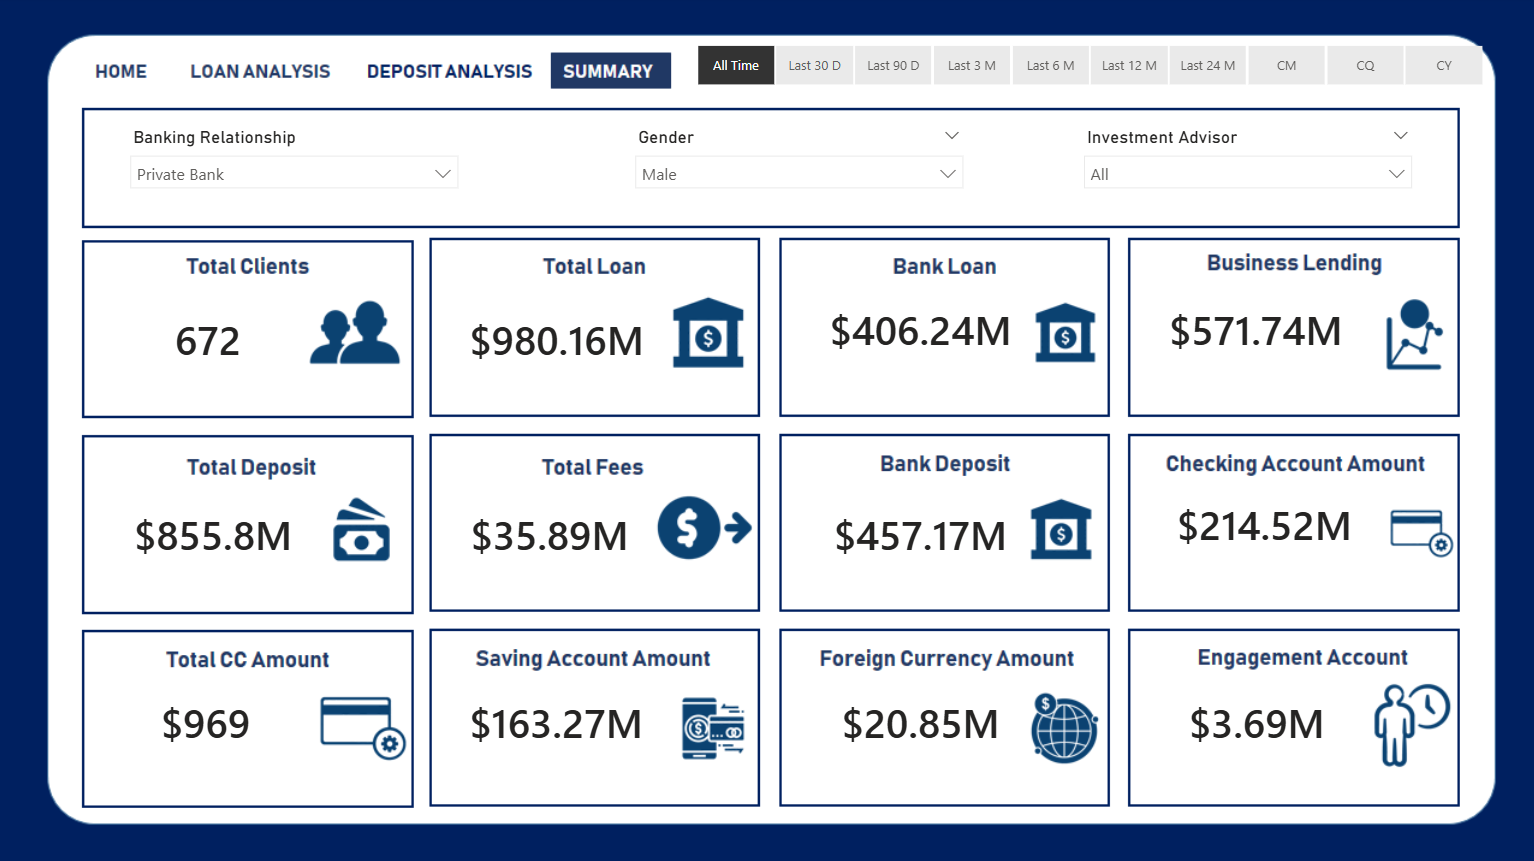 HOME LOAN ANALYSIS DEPOSIT ANALYSIS SUMMARY All Time Last 30 D Last 90 D Last 3 M Last 6 M Last 12 M Last 24 M CM CQ CY
Banking Relationship Gender Investment Advisor
Private Bank Male All
Total Clients Total Loan Bank Loan Business Lending
672 $980.16M $406.24M $571.74M
Total Deposit Total Fees Bank Deposit Checking Account Amount
$855.8M $35.89M $457.17M $214.52M
Total CC Amount Saving Account Amount Foreign Currency Amount Engagement Account
$969 $163.27M $20.85M $3.69M